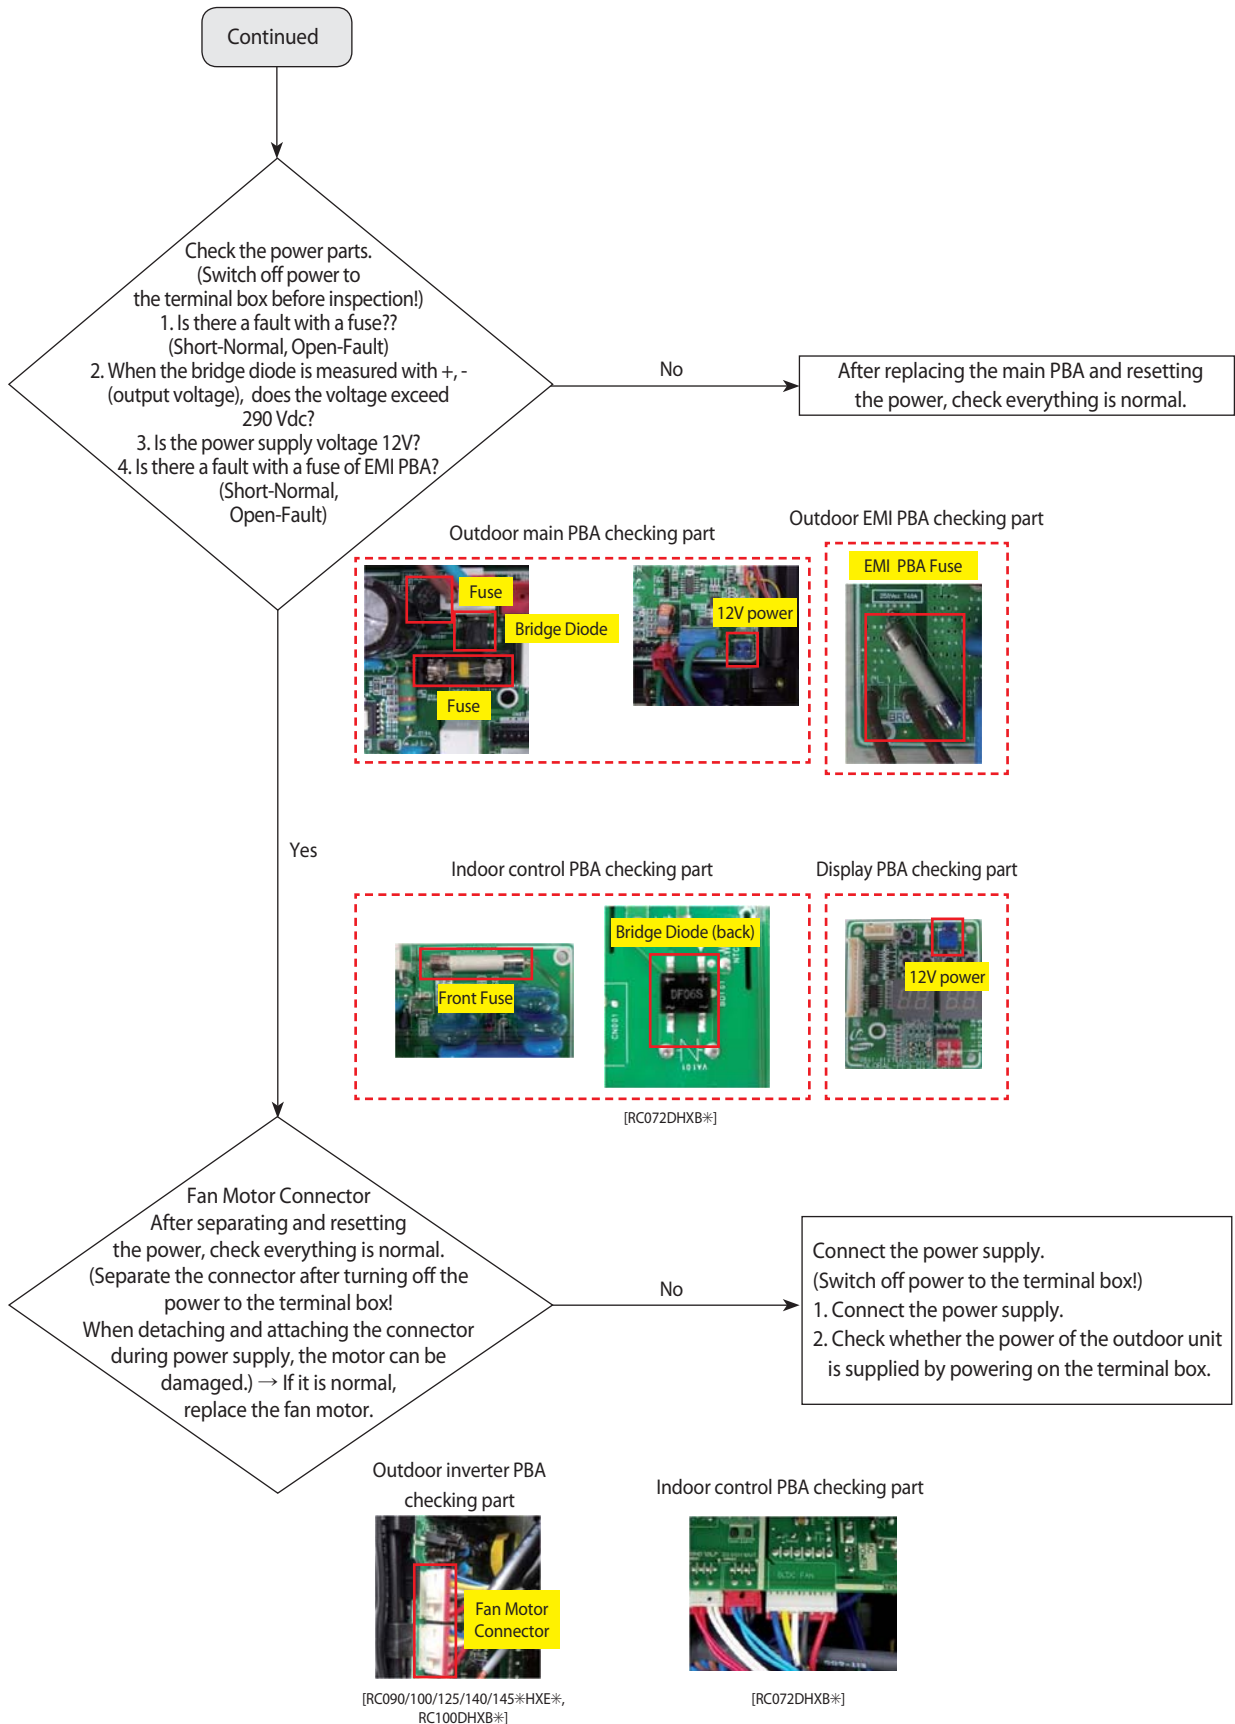 Continued
Check the power parts.
(Switch off power to
the terminal box before inspection!)
1. Is there a fault with a fuse??
(Short-Normal, Open-Fault)
2. When the bridge diode is measured with +, -
(output voltage), does the voltage exceed
290 Vdc?
3. Is the power supply voltage 12V?
4. Is there a fault with a fuse of EMI PBA?
(Short-Normal,
Open-Fault)
No
After replacing the main PBA and resetting
the power, check everything is normal.
Outdoor main PBA checking part
Outdoor EMI PBA checking part
Fuse
Bridge Diode
Fuse
12V power
EMI PBA Fuse
250Vac T40A
BRO
Yes
Indoor control PBA checking part
Display PBA checking part
Front Fuse
Bridge Diode (back)
DF06S
CN001
VA101
12V power
[RC072DHXB✳]
Fan Motor Connector
After separating and resetting
the power, check everything is normal.
(Separate the connector after turning off the
power to the terminal box!
When detaching and attaching the connector
during power supply, the motor can be
damaged.) → If it is normal,
replace the fan motor.
No
Connect the power supply.
(Switch off power to the terminal box!)
1. Connect the power supply.
2. Check whether the power of the outdoor unit
is supplied by powering on the terminal box.
Outdoor inverter PBA
checking part
Indoor control PBA checking part
Fan Motor
Connector
BLDC FAN
[RC090/100/125/140/145✳HXE✳,
RC100DHXB✳]
[RC072DHXB✳]